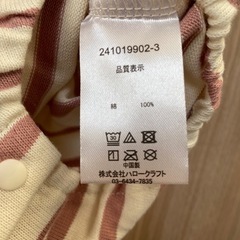 241019902-3
品質表示
綿 100%
中国製
株式会社ハロークラフト
03-6434-7835